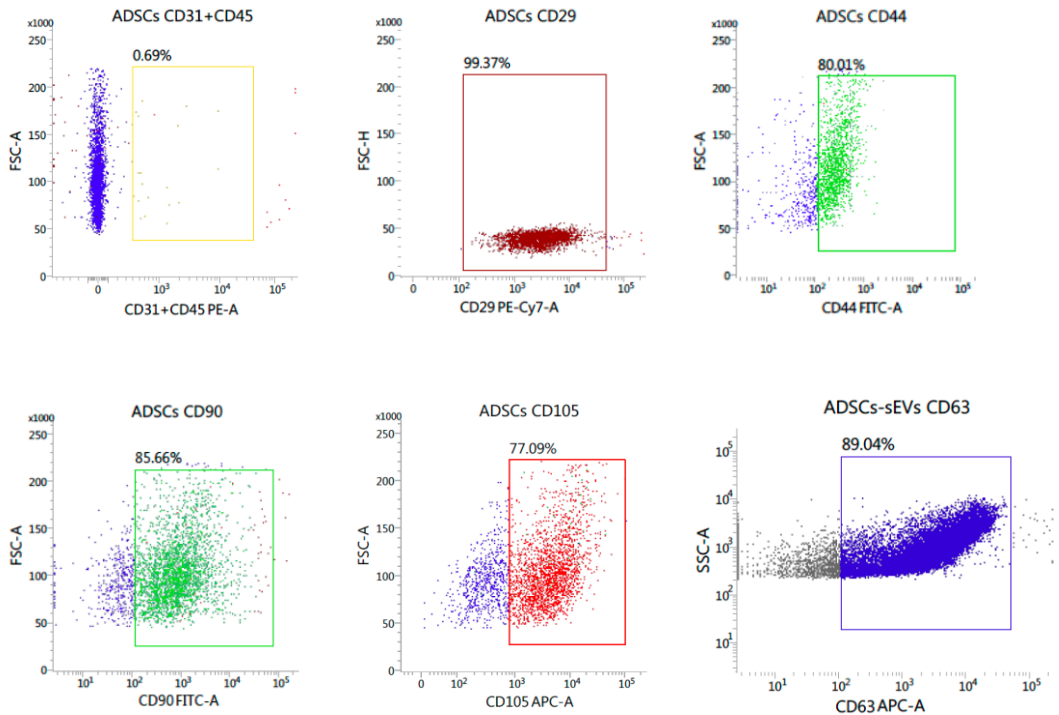 ADSCs CD31+CD45
x1000
0.69%
250
200
150
100
50
0
FSC-A
0 10³ 10⁴ 10⁵
CD31+CD45 PE-A
ADSCs CD29
x1000
99.37%
250
200
150
100
50
0
FSC-H
0 10² 10³ 10⁴ 10⁵
CD29 PE-Cy7-A
ADSCs CD44
x1000
80.01%
250
200
150
100
50
0
FSC-A
10¹ 10² 10³ 10⁴ 10⁵
CD44 FITC-A
ADSCs CD90
x1000
85.66%
250
200
150
100
50
0
FSC-A
10¹ 10² 10³ 10⁴ 10⁵
CD90 FITC-A
ADSCs CD105
x1000
77.09%
250
200
150
100
50
0
FSC-A
0 10³ 10⁴ 10⁵
CD105 APC-A
ADSCs-sEVs CD63
89.04%
10⁵
10⁴
10³
10²
10¹
SSC-A
10¹ 10² 10³ 10⁴ 10⁵
CD63 APC-A